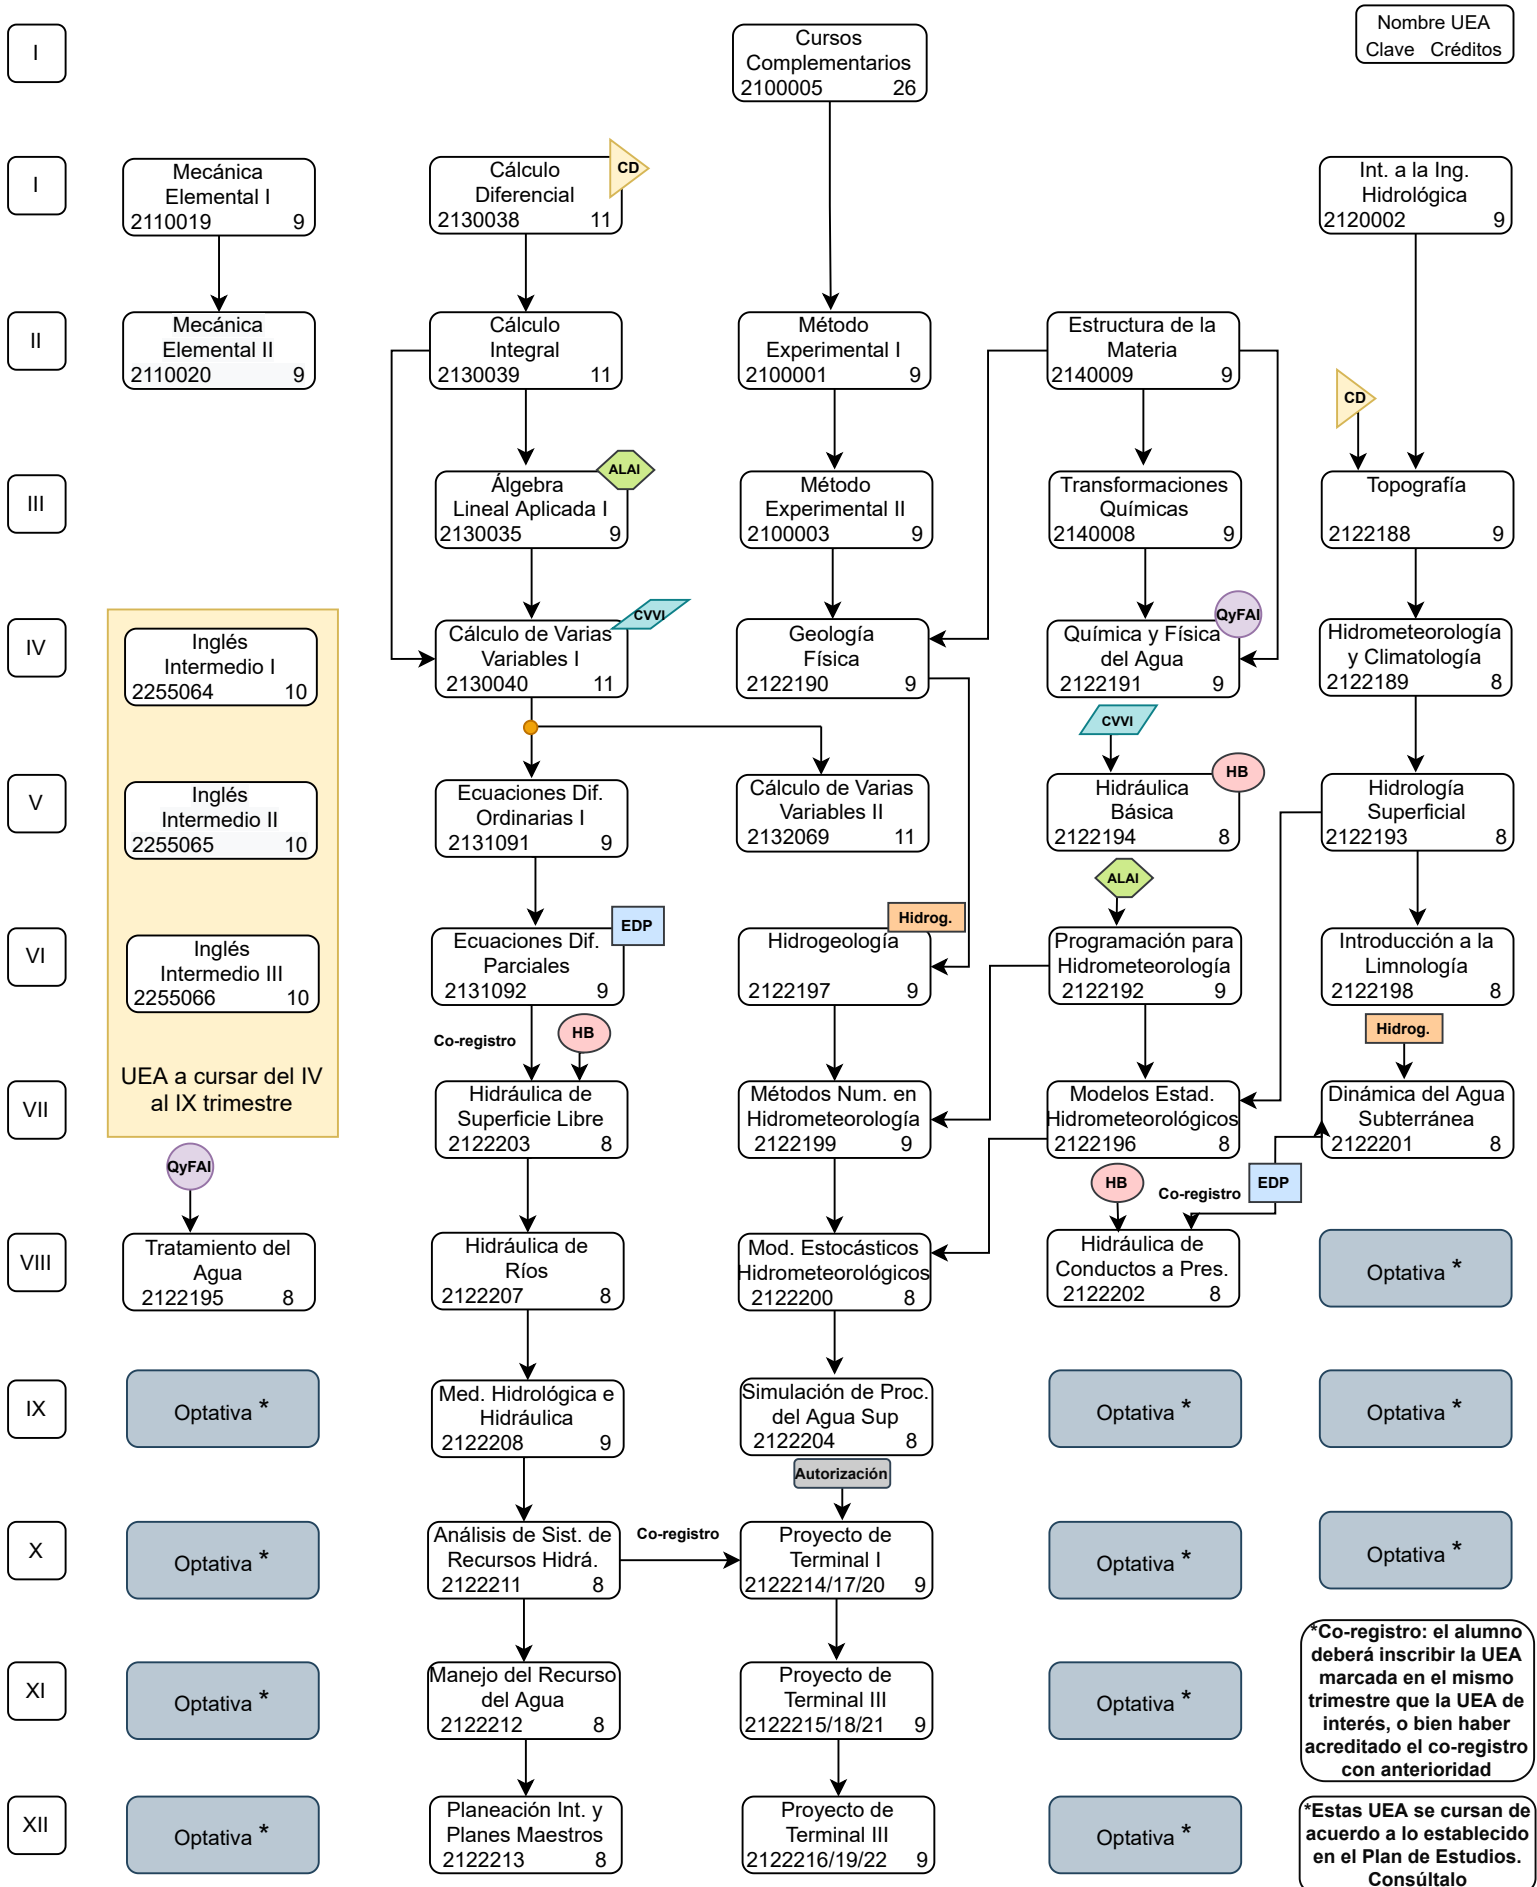 Nombre UEA
Clave Créditos
I
Cursos
Complementarios
2100005 26
I
Mecánica
Elemental I
2110019 9
Cálculo
Diferencial
2130038 11
CD
Int. a la Ing.
Hidrológica
2120002 9
II
Mecánica
Elemental II
2110020 9
Cálculo
Integral
2130039 11
Método
Experimental I
2100001 9
Estructura de la
Materia
2140009 9
CD
III
Álgebra
Lineal Aplicada I
2130035 9
ALAI
Método
Experimental II
2100003 9
Transformaciones
Químicas
2140008 9
Topografía
2122188 9
IV
Inglés
Intermedio I
2255064 10
Cálculo de Varias
Variables I
2130040 11
CVVI
Geología
Física
2122190 9
Química y Física
del Agua
2122191 9
QyFAI
Hidrometeorología
y Climatología
2122189 8
CVVI
V
Inglés
Intermedio II
2255065 10
Ecuaciones Dif.
Ordinarias I
2131091 9
Cálculo de Varias
Variables II
2132069 11
Hidráulica
Básica
2122194 8
HB
Hidrología
Superficial
2122193 8
ALAI
VI
Inglés
Intermedio III
2255066 10
Ecuaciones Dif.
Parciales
2131092 9
EDP
Hidrogeología
2122197 9
Hidrog.
Programación para
Hidrometeorología
2122192 9
Introducción a la
Limnología
2122198 8
Co-registro
HB
Hidrog.
UEA a cursar del IV
al IX trimestre
VII
Hidráulica de
Superficie Libre
2122203 8
Métodos Num. en
Hidrometeorología
2122199 9
Modelos Estad.
Hidrometeorológicos
2122196 8
Dinámica del Agua
Subterránea
2122201 8
QyFAI
HB
Co-registro
EDP
VIII
Tratamiento del
Agua
2122195 8
Hidráulica de
Ríos
2122207 8
Mod. Estocásticos
Hidrometeorológicos
2122200 8
Hidráulica de
Conductos a Pres.
2122202 8
Optativa *
IX
Optativa *
Med. Hidrológica e
Hidráulica
2122208 9
Simulación de Proc.
del Agua Sup
2122204 8
Optativa *
Optativa *
Autorización
X
Optativa *
Análisis de Sist. de
Recursos Hidrá.
2122211 8
Co-registro
Proyecto de
Terminal I
2122214/17/20 9
Optativa *
Optativa *
XI
Optativa *
Manejo del Recurso
del Agua
2122212 8
Proyecto de
Terminal III
2122215/18/21 9
Optativa *
*Co-registro: el alumno
deberá inscribir la UEA
marcada en el mismo
trimestre que la UEA de
interés, o bien haber
acreditado el co-registro
con anterioridad
XII
Optativa *
Planeación Int. y
Planes Maestros
2122213 8
Proyecto de
Terminal III
2122216/19/22 9
Optativa *
*Estas UEA se cursan de
acuerdo a lo establecido
en el Plan de Estudios.
Consúltalo